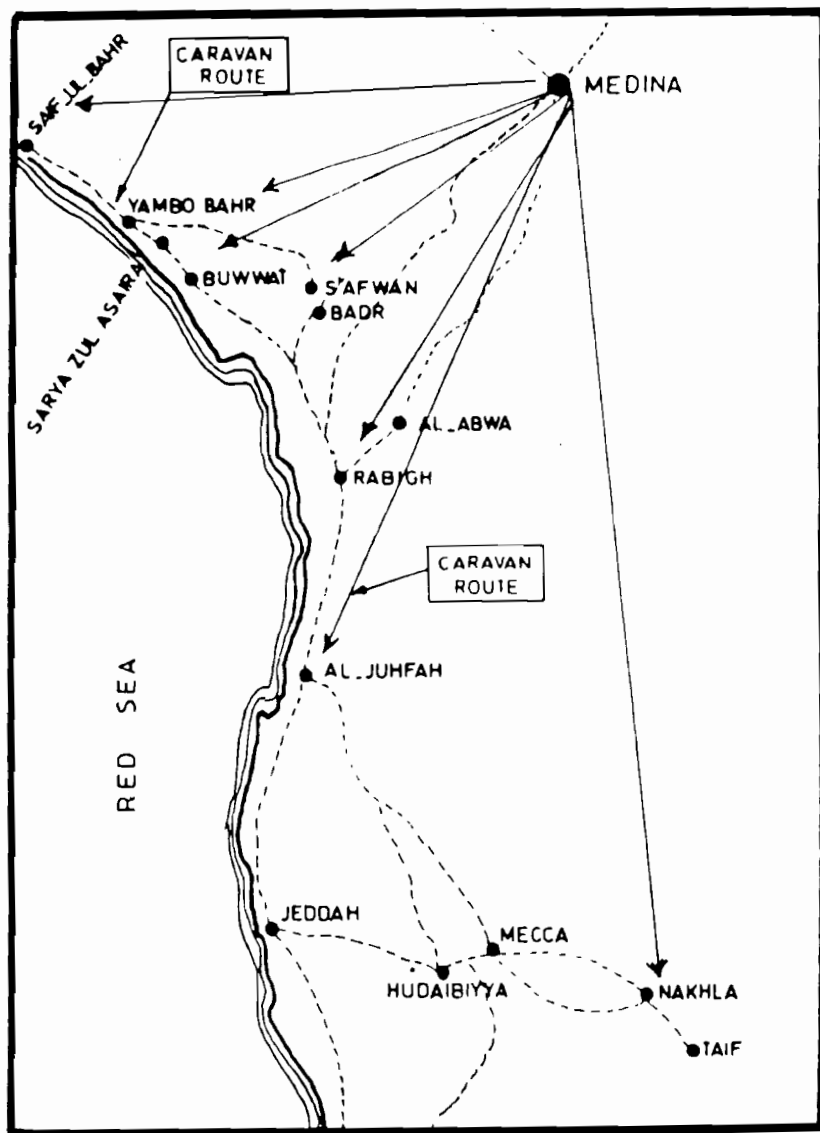 CARAVAN
ROUTE
MEDINA
SAIF_UL_BAHR
YAMBO BAHR
BUWWAT
SAFWAN
BADR
SARYA ZUL ASAIRA
AL_ABWA
RABIGH
CARAVAN
ROUTE
AL_JUHFAH
RED SEA
JEDDAH
MECCA
HUDAIBIYYA
NAKHLA
TAIF